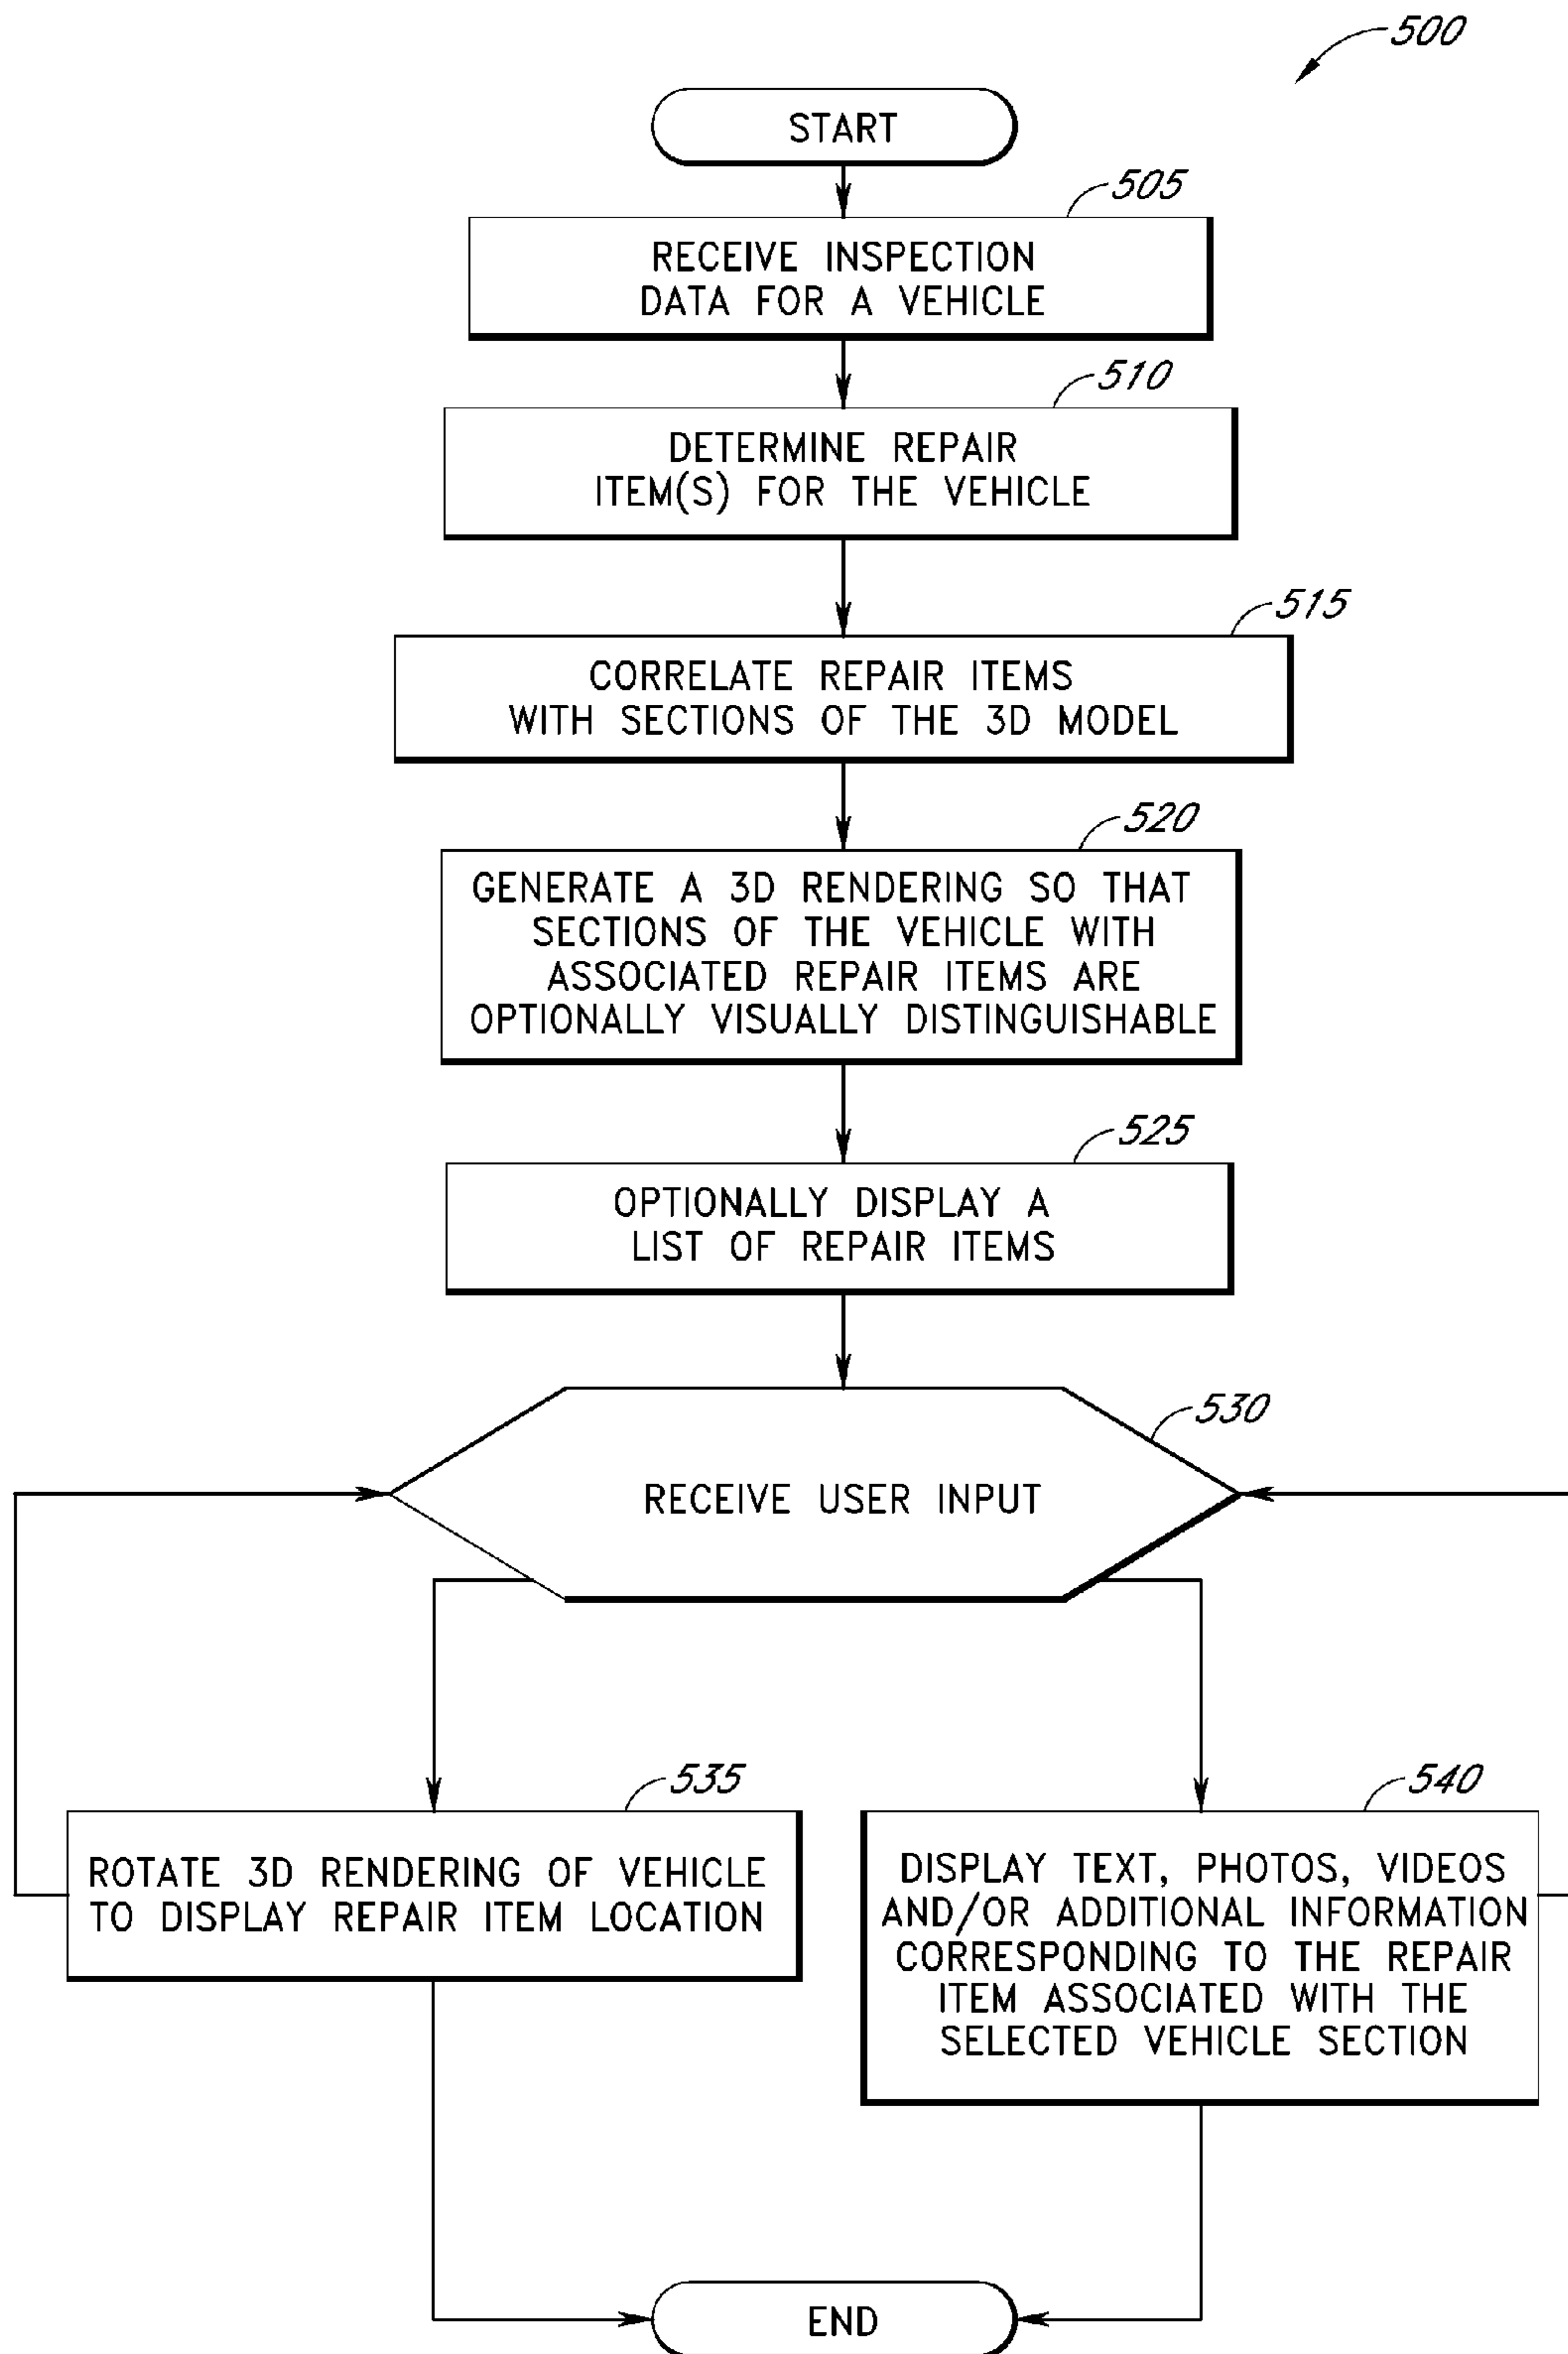 500
START
505
RECEIVE INSPECTION
DATA FOR A VEHICLE
510
DETERMINE REPAIR
ITEM(S) FOR THE VEHICLE
515
CORRELATE REPAIR ITEMS
WITH SECTIONS OF THE 3D MODEL
520
GENERATE A 3D RENDERING SO THAT
SECTIONS OF THE VEHICLE WITH
ASSOCIATED REPAIR ITEMS ARE
OPTIONALLY VISUALLY DISTINGUISHABLE
525
OPTIONALLY DISPLAY A
LIST OF REPAIR ITEMS
530
RECEIVE USER INPUT
535
ROTATE 3D RENDERING OF VEHICLE
TO DISPLAY REPAIR ITEM LOCATION
540
DISPLAY TEXT, PHOTOS, VIDEOS
AND/OR ADDITIONAL INFORMATION
CORRESPONDING TO THE REPAIR
ITEM ASSOCIATED WITH THE
SELECTED VEHICLE SECTION
END